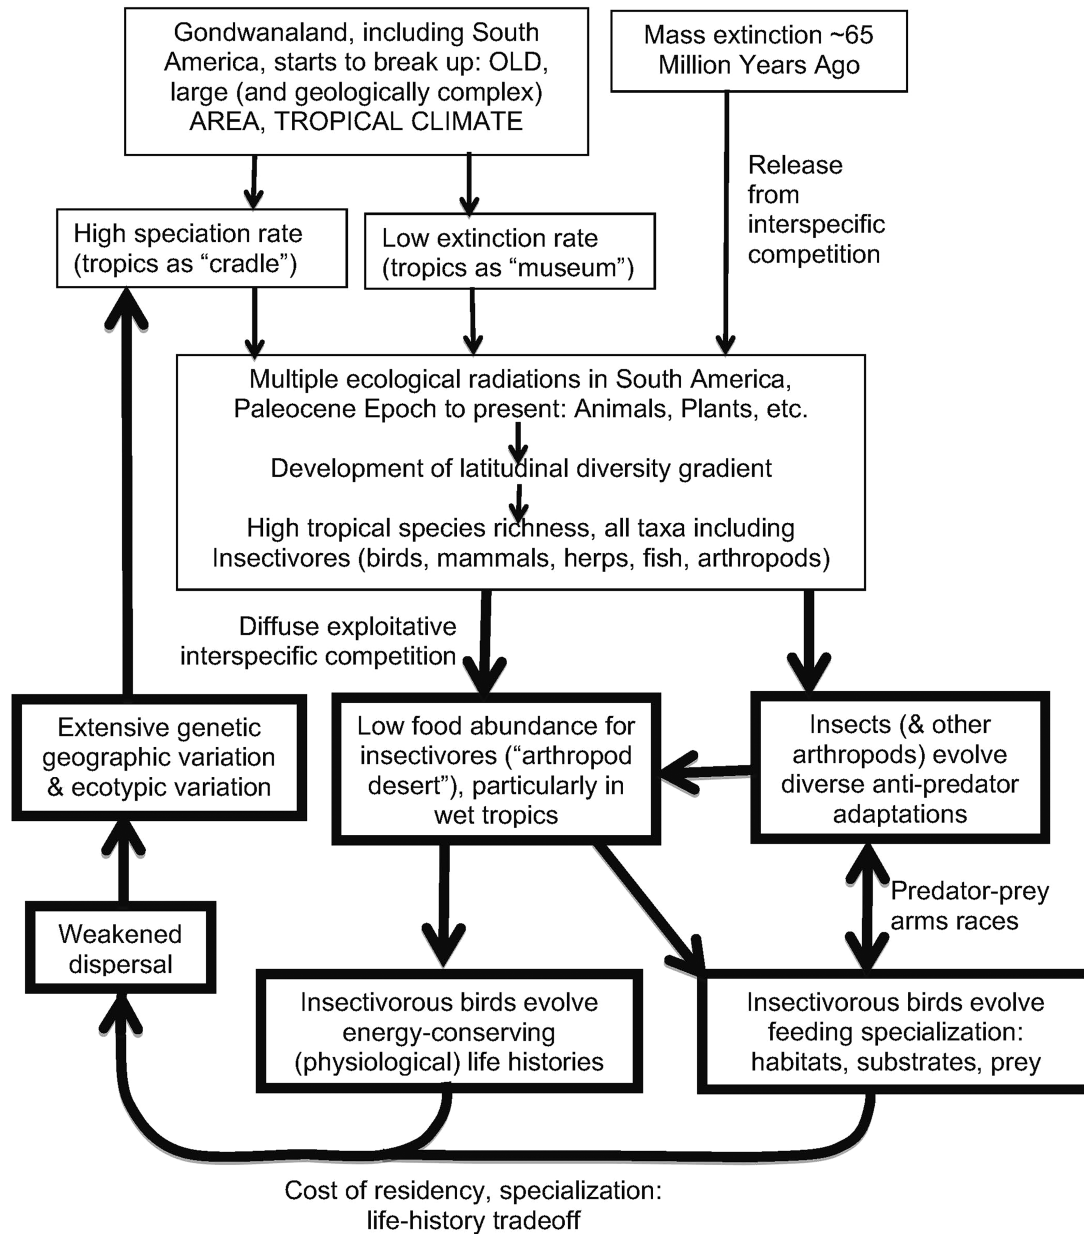 Gondwanaland, including South
America, starts to break up: OLD,
large (and geologically complex)
AREA, TROPICAL CLIMATE
Mass extinction ~65
Million Years Ago
Release
from
interspecific
competition
High speciation rate
(tropics as “cradle”)
Low extinction rate
(tropics as “museum”)
Multiple ecological radiations in South America,
Paleocene Epoch to present: Animals, Plants, etc.
Development of latitudinal diversity gradient
High tropical species richness, all taxa including
Insectivores (birds, mammals, herps, fish, arthropods)
Diffuse exploitative
interspecific competition
Extensive genetic
geographic variation
& ecotypic variation
Low food abundance for
insectivores (“arthropod
desert”), particularly in
wet tropics
Insects (& other
arthropods) evolve
diverse anti-predator
adaptations
Predator-prey
arms races
Weakened
dispersal
Insectivorous birds evolve
energy-conserving
(physiological) life histories
Insectivorous birds evolve
feeding specialization:
habitats, substrates, prey
Cost of residency, specialization:
life-history tradeoff